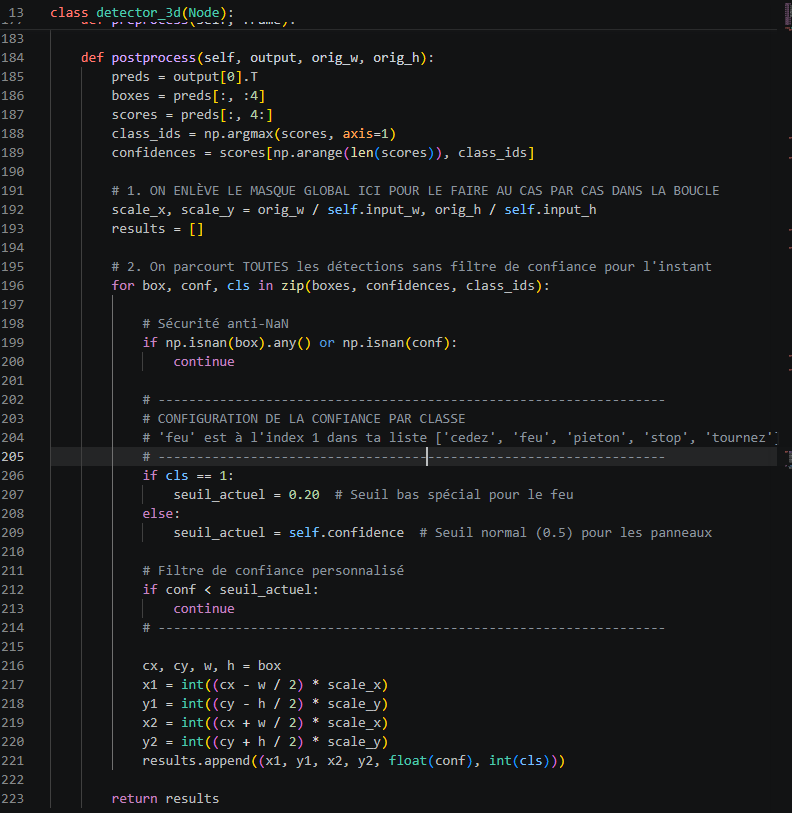 13 class detector_3d(Node):
177 def preprocess(self, frame):
183
184 def postprocess(self, output, orig_w, orig_h):
185 preds = output[0].T
186 boxes = preds[:, :4]
187 scores = preds[:, 4:]
188 class_ids = np.argmax(scores, axis=1)
189 confidences = scores[np.arange(len(scores)), class_ids]
190
191 # 1. ON ENLÈVE LE MASQUE GLOBAL ICI POUR LE FAIRE AU CAS PAR CAS DANS LA BOUCLE
192 scale_x, scale_y = orig_w / self.input_w, orig_h / self.input_h
193 results = []
194
195 # 2. On parcourt TOUTES les détections sans filtre de confiance pour l'instant
196 for box, conf, cls in zip(boxes, confidences, class_ids):
197
198 # Sécurité anti-NaN
199 if np.isnan(box).any() or np.isnan(conf):
200 continue
201
202 # ------------------------------------------------------------------
203 # CONFIGURATION DE LA CONFIANCE PAR CLASSE
204 # 'feu' est à l'index 1 dans ta liste ['cedez', 'feu', 'pieton', 'stop', 'tournez']
205 # ------------------------------------------------------------------
206 if cls == 1:
207 seuil_actuel = 0.20 # Seuil bas spécial pour le feu
208 else:
209 seuil_actuel = self.confidence # Seuil normal (0.5) pour les panneaux
210
211 # Filtre de confiance personnalisé
212 if conf < seuil_actuel:
213 continue
214 # ------------------------------------------------------------------
215
216 cx, cy, w, h = box
217 x1 = int((cx - w / 2) * scale_x)
218 y1 = int((cy - h / 2) * scale_y)
219 x2 = int((cx + w / 2) * scale_x)
220 y2 = int((cy + h / 2) * scale_y)
221 results.append((x1, y1, x2, y2, float(conf), int(cls)))
222
223 return results